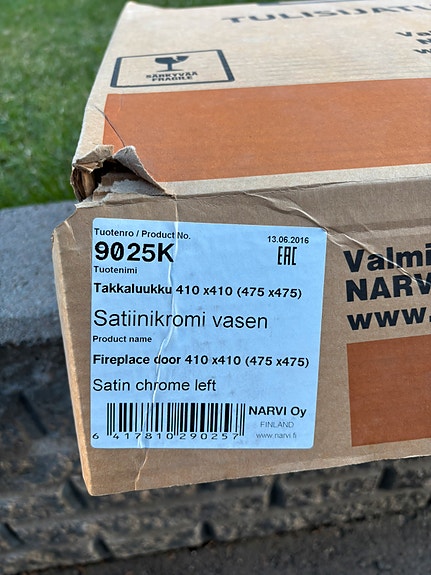 TULISIJATU
SÄRKYVÄÄ
FRAGILE
Tuotenro / Product No.
13.06.2016
9025K
EAC
Tuotenimi
Takkaluukku 410 x410 (475 x475)
Satiinikromi vasen
Product name
Fireplace door 410 x410 (475 x475)
Satin chrome left
NARVI Oy
FINLAND
www.narvi.fi
6 417810 290257
Valmi
NARV
www.